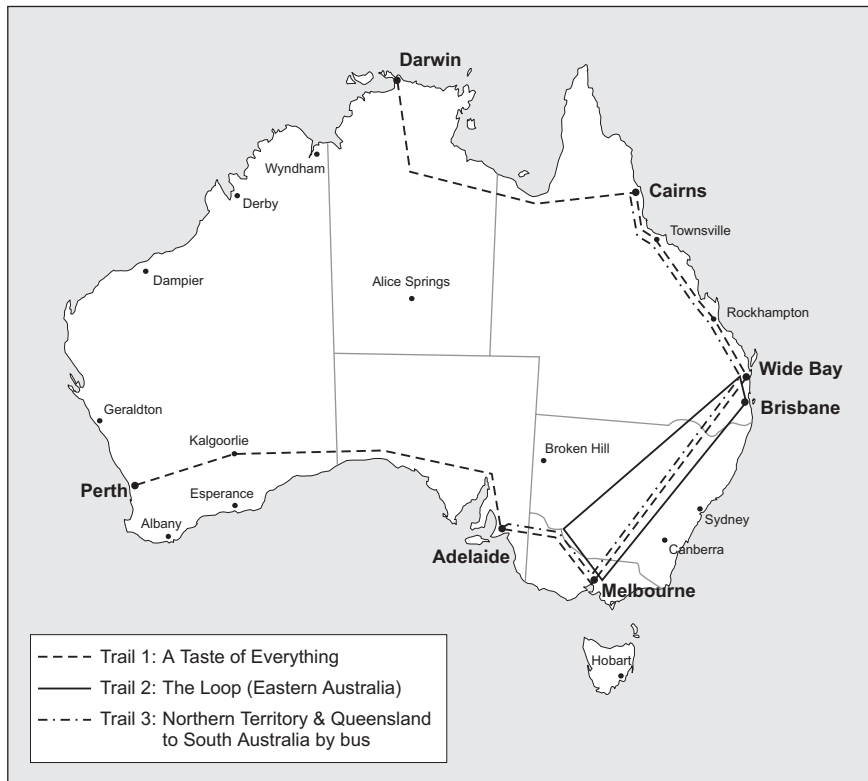 Darwin
Wyndham
Derby
Cairns
Townsville
Dampier
Alice Springs
Rockhampton
Wide Bay
Brisbane
Geraldton
Kalgoorlie
Broken Hill
Perth
Esperance
Sydney
Albany
Adelaide
Canberra
Melbourne
Hobart
Trail 1: A Taste of Everything
Trail 2: The Loop (Eastern Australia)
Trail 3: Northern Territory & Queensland
to South Australia by bus